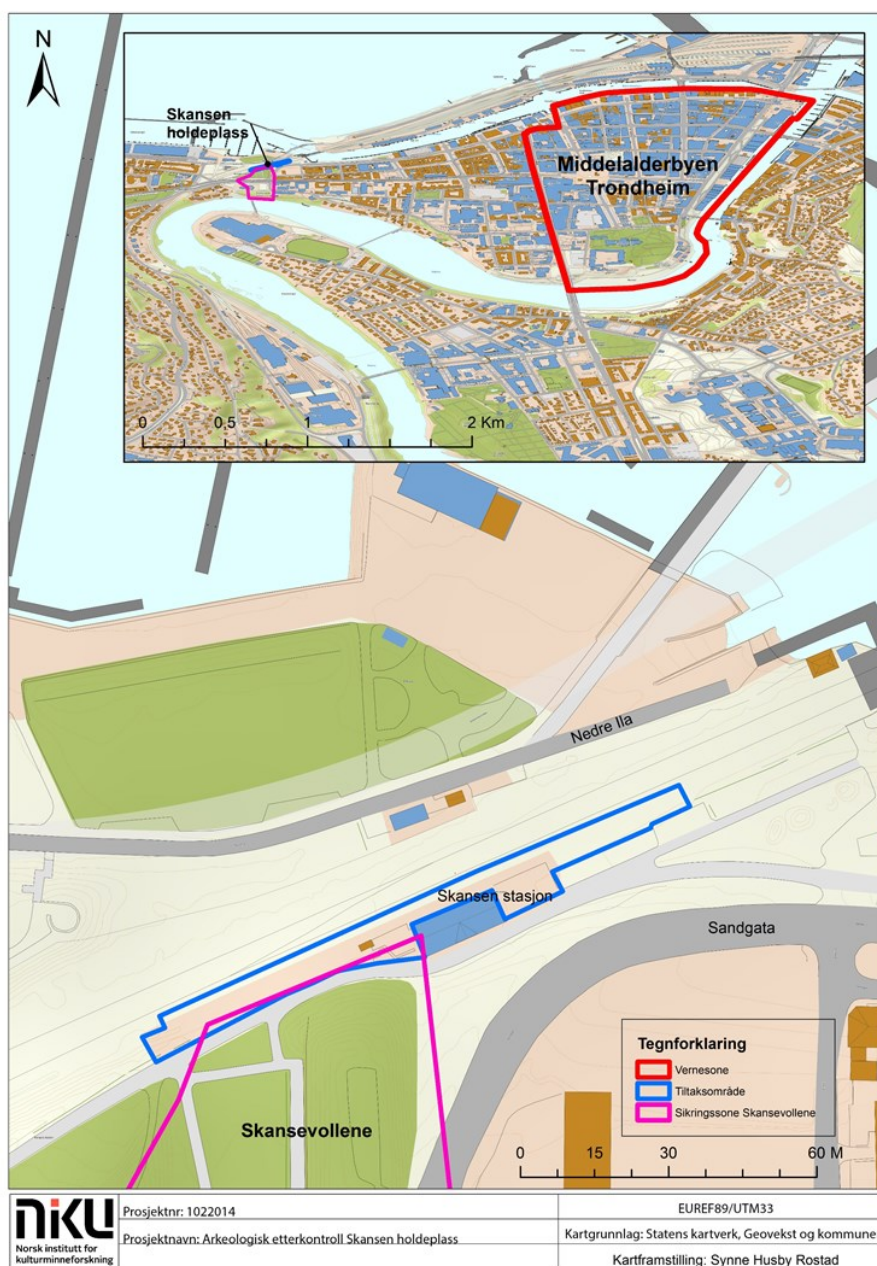 N
Skansen
holdeplass
Middelalderbyen
Trondheim
0 0,5 1 2 Km
Nedre Ila
Skansen stasjon
Sandgata
Skansevollene
Tegnforklaring
Vernesone
Tiltaksområde
Sikringssone Skansevollene
0 15 30 60 M
niku
Norsk institutt for
kulturminneforskning
Prosjektnr: 1022014
Prosjektnavn: Arkeologisk etterkontroll Skansen holdeplass
EUREF89/UTM33
Kartgrunnlag: Statens kartverk, Geovekst og kommune
Kartframstilling: Synne Husby Rostad